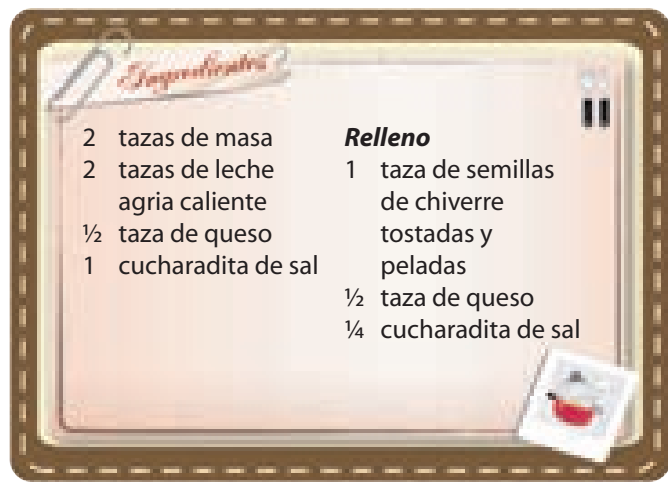 Ingredientes
2 tazas de masa
2 tazas de leche
agria caliente
½ taza de queso
1 cucharadita de sal
Relleno
1 taza de semillas
de chiverre
tostadas y
peladas
½ taza de queso
¼ cucharadita de sal